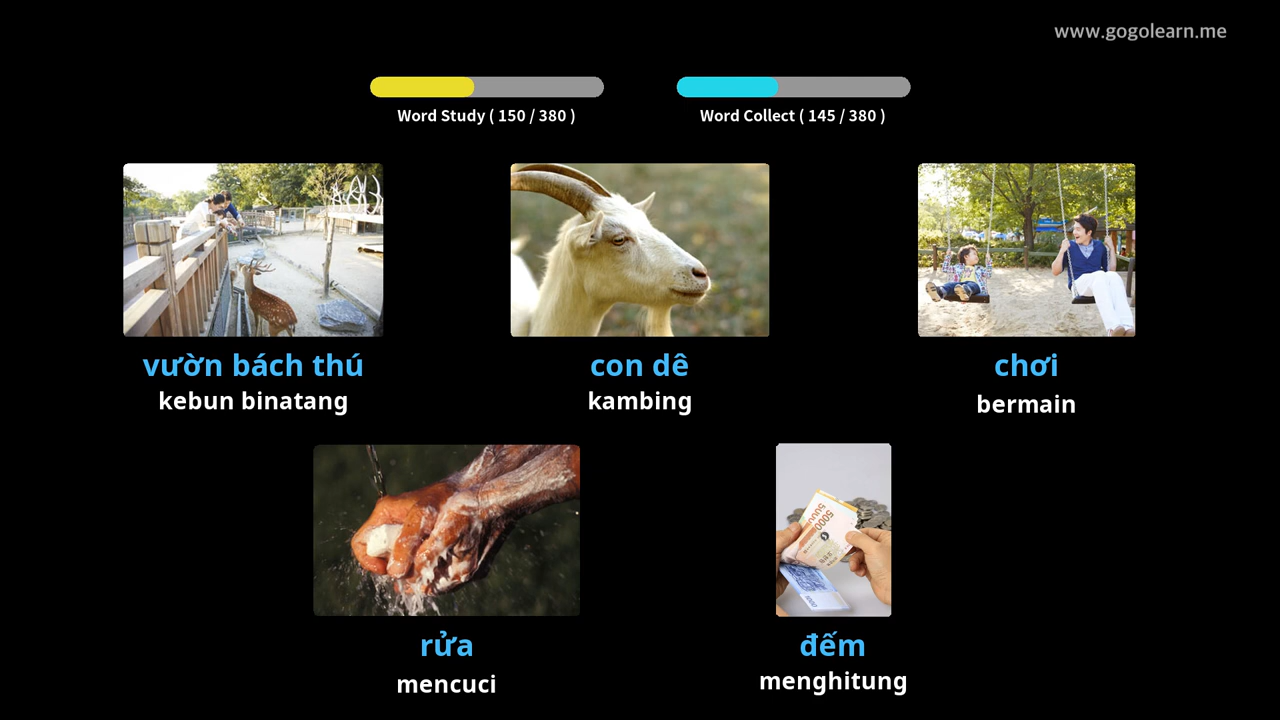 www.gogolearn.me
Word Study ( 150 / 380 )
Word Collect ( 145 / 380 )
vườn bách thú
kebun binatang
con dê
kambing
chơi
bermain
5000
rửa
mencuci
đếm
menghitung